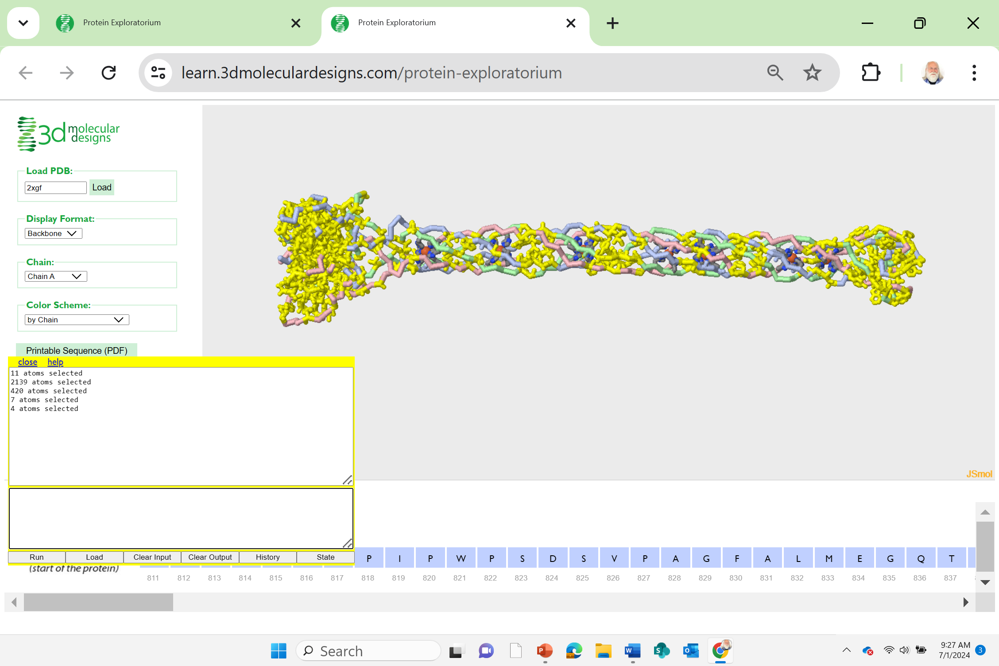 Protein Exploratorium
Protein Exploratorium
learn.3dmoleculardesigns.com/protein-exploratorium
3d molecular designs
Load PDB:
2xgf Load
Display Format:
Backbone
Chain:
Chain A
Color Scheme:
by Chain
Printable Sequence (PDF)
close help
11 atoms selected
2139 atoms selected
420 atoms selected
7 atoms selected
4 atoms selected
JSmol
Run Load Clear Input Clear Output History State
P I P W P S D S V P A G F A L M E G Q T
(start of the protein)
811 812 813 814 815 816 817 818 819 820 821 822 823 824 825 826 827 828 829 830 831 832 833 834 835 836 837
Search
9:27 AM
7/1/2024
3